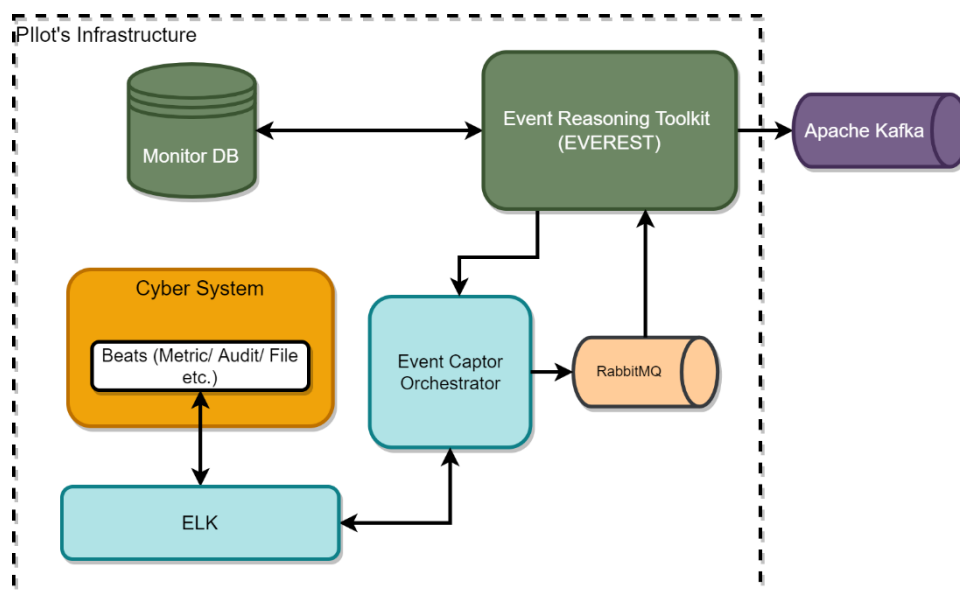 PIlot's Infrastructure
Monitor DB
Event Reasoning Toolkit
(EVEREST)
Apache Kafka
Cyber System
Beats (Metric/ Audit/ File
etc.)
Event Captor
Orchestrator
RabbitMQ
ELK